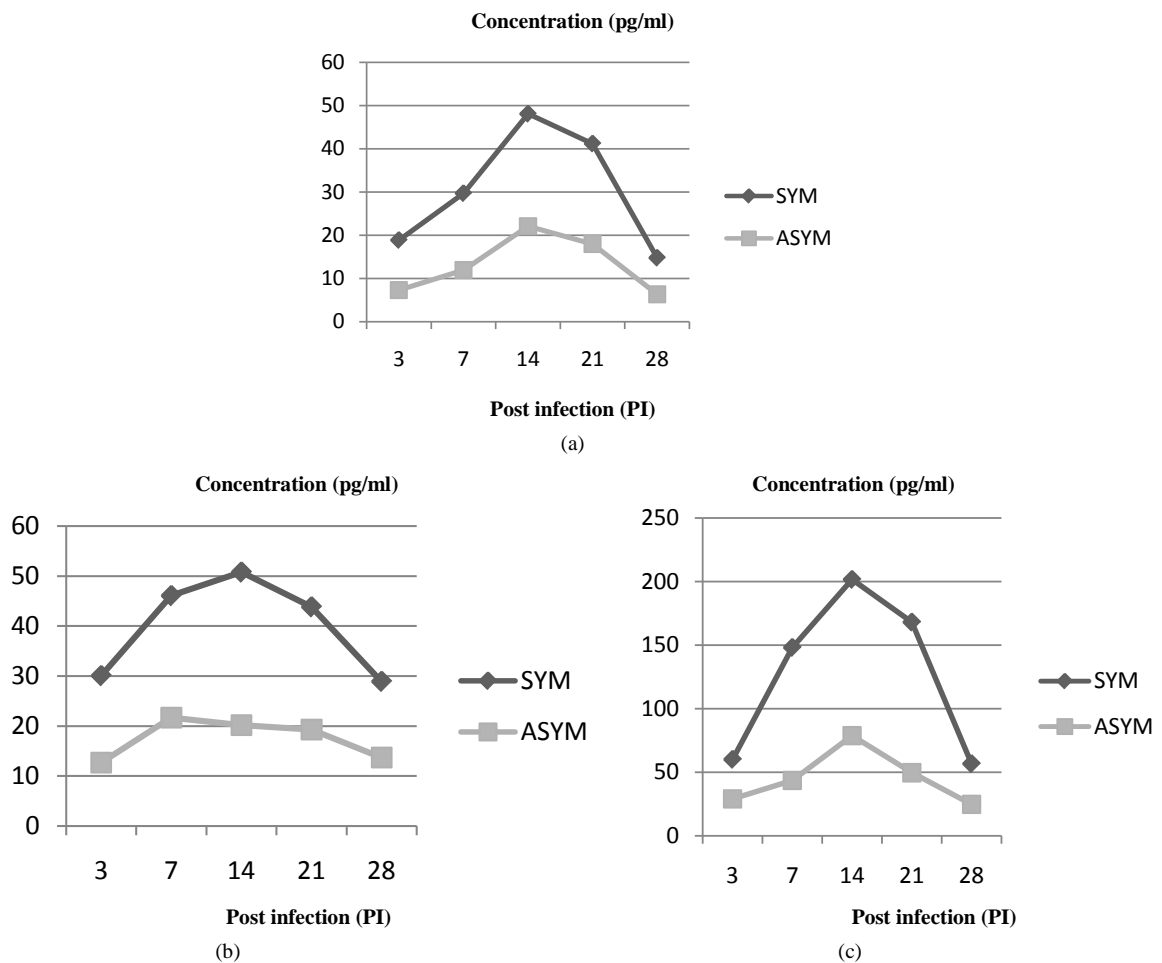 Concentration (pg/ml)
60
50
40
30
20
10
0
SYM
ASYM
3 7 14 21 28
Post infection (PI)
(a)
Concentration (pg/ml)
60
50
40
30
20
10
0
SYM
ASYM
3 7 14 21 28
Post infection (PI)
(b)
Concentration (pg/ml)
250
200
150
100
50
0
SYM
ASYM
3 7 14 21 28
Post infection (PI)
(c)